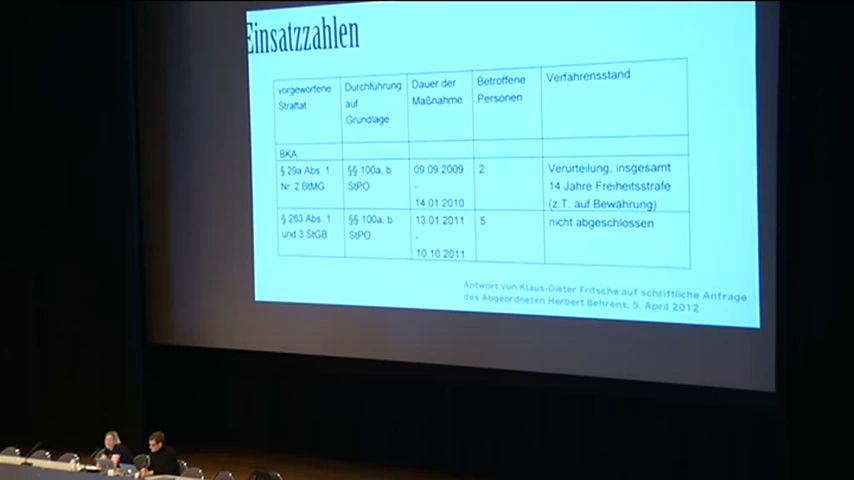 Einsatzzahlen
vorgeworfene
Straftat
Durchführung
auf
Grundlage
Dauer der
Maßnahme
Betroffene
Personen
Verfahrensstand
BKA:
§ 29a Abs. 1
Nr. 2 BtMG
§§ 100a, b
StPO
09.09.2009
-
14.01.2010
2
Verurteilung, insgesamt
14 Jahre Freiheitsstrafe
(z.T. auf Bewährung)
§ 263 Abs. 1
und 3 StGB
§§ 100a, b
StPO
13.01.2011
-
10.10.2011
5
nicht abgeschlossen
Antwort von Klaus-Dieter Fritsche auf schriftliche Anfrage
des Abgeordneten Herbert Behrens, 5. April 2012